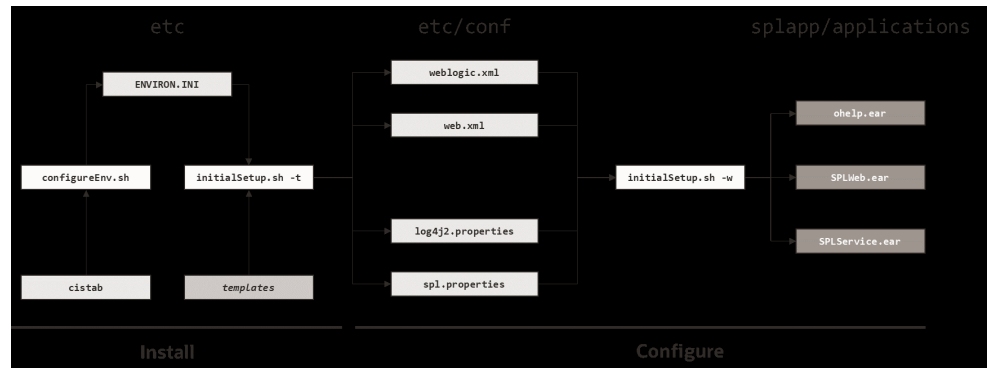 etc
etc/conf
splapp/applications
ENVIRON.INI
configureEnv.sh
initialSetup.sh -t
cistab
templates
weblogic.xml
web.xml
log4j2.properties
spl.properties
initialSetup.sh -w
ohelp.ear
SPLWeb.ear
SPLService.ear
Install
Configure